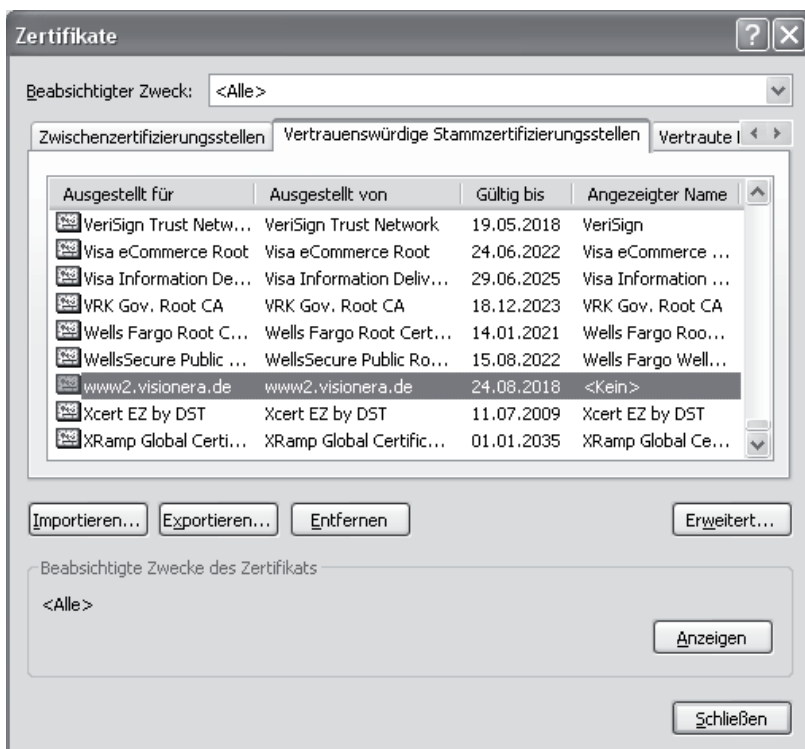 Zertifikate
Beabsichtigter Zweck: <Alle>
Zwischenzertifizierungsstellen Vertrauenswürdige Stammzertifizierungsstellen Vertraute
Ausgestellt für Ausgestellt von Gültig bis Angezeigter Name
VeriSign Trust Netw... VeriSign Trust Network 19.05.2018 VeriSign
Visa eCommerce Root Visa eCommerce Root 24.06.2022 Visa eCommerce ...
Visa Information De... Visa Information Deliv... 29.06.2025 Visa Information ...
VRK Gov. Root CA VRK Gov. Root CA 18.12.2023 VRK Gov. Root CA
Wells Fargo Root C... Wells Fargo Root Cert... 14.01.2021 Wells Fargo Roo...
WellsSecure Public ... WellsSecure Public Ro... 15.08.2022 Wells Fargo Well...
www2.visionera.de www2.visionera.de 24.08.2018 <Kein>
Xcert EZ by DST Xcert EZ by DST 11.07.2009 Xcert EZ by DST
XRamp Global Certi... XRamp Global Certific... 01.01.2035 XRamp Global Ce...
Importieren... Exportieren... Entfernen Erweitert...
Beabsichtigte Zwecke des Zertifikats
<Alle>
Anzeigen
Schließen